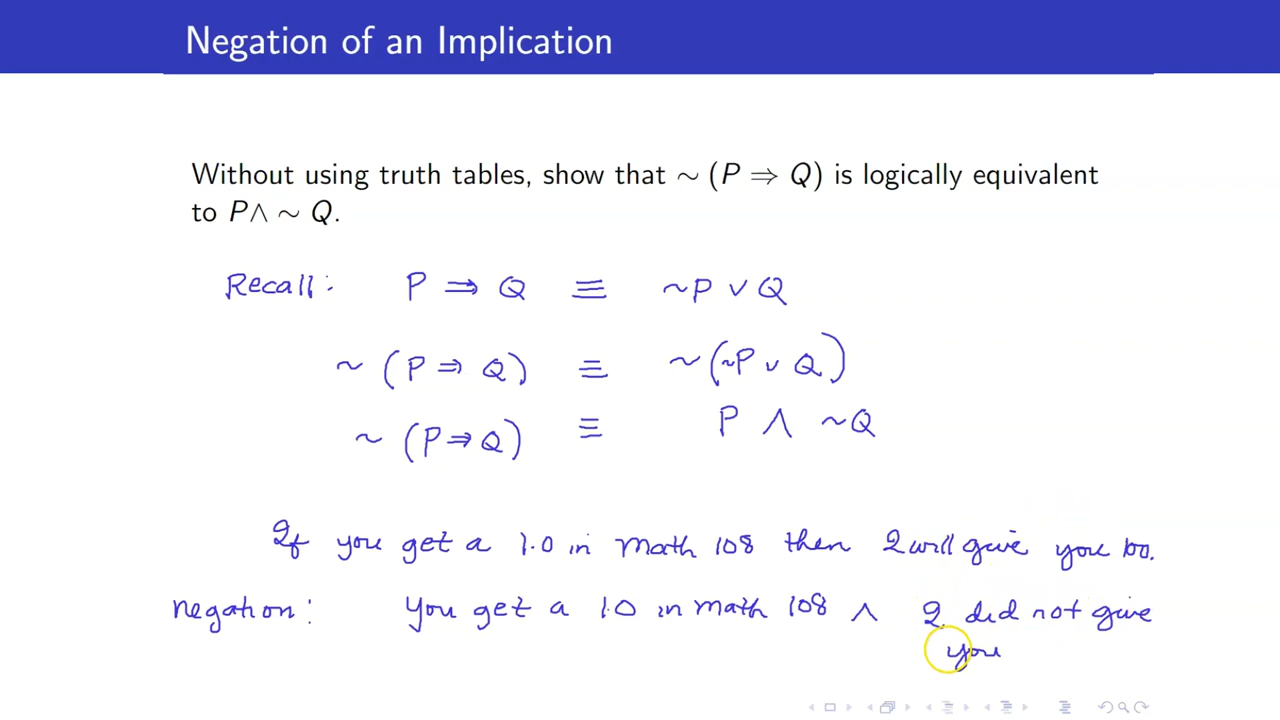 Negation of an Implication
Without using truth tables, show that ∼ (P ⇒ Q) is logically equivalent
to P∧ ∼ Q.
Recall: P ⇒ Q ≡ ~P ∨ Q
~ (P ⇒ Q) ≡ ~(~P ∨ Q)
~ (P ⇒ Q) ≡ P ∧ ~Q
If you get a 1.0 in math 108 then I will give you 100.
negation: You get a 1.0 in math 108 ∧ I did not give
you